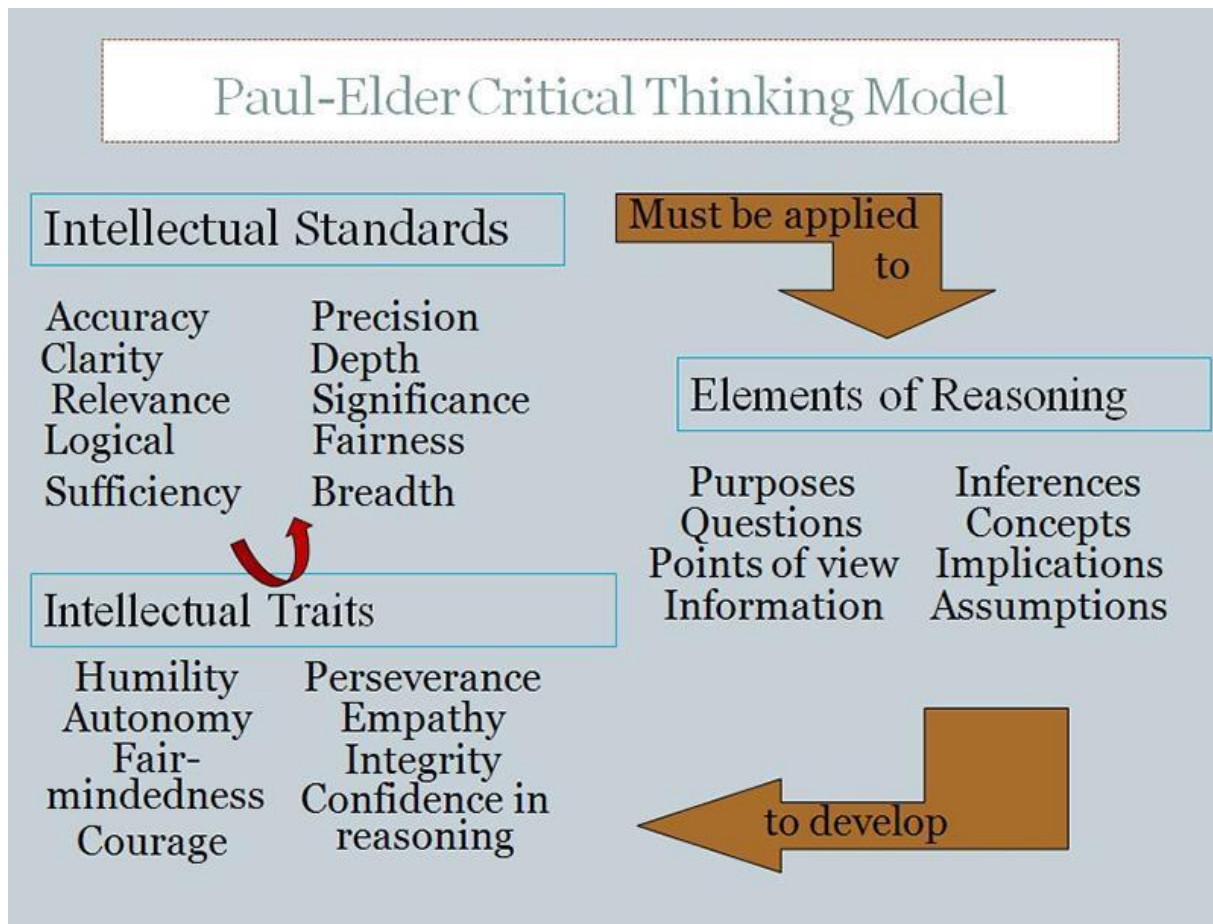 Paul-Elder Critical Thinking Model
Intellectual Standards
Accuracy
Clarity
Relevance
Logical
Sufficiency
Precision
Depth
Significance
Fairness
Breadth
Must be applied
to
Elements of Reasoning
Purposes
Questions
Points of view
Information
Inferences
Concepts
Implications
Assumptions
to develop
Intellectual Traits
Humility
Autonomy
Fair-
mindedness
Courage
Perseverance
Empathy
Integrity
Confidence in
reasoning